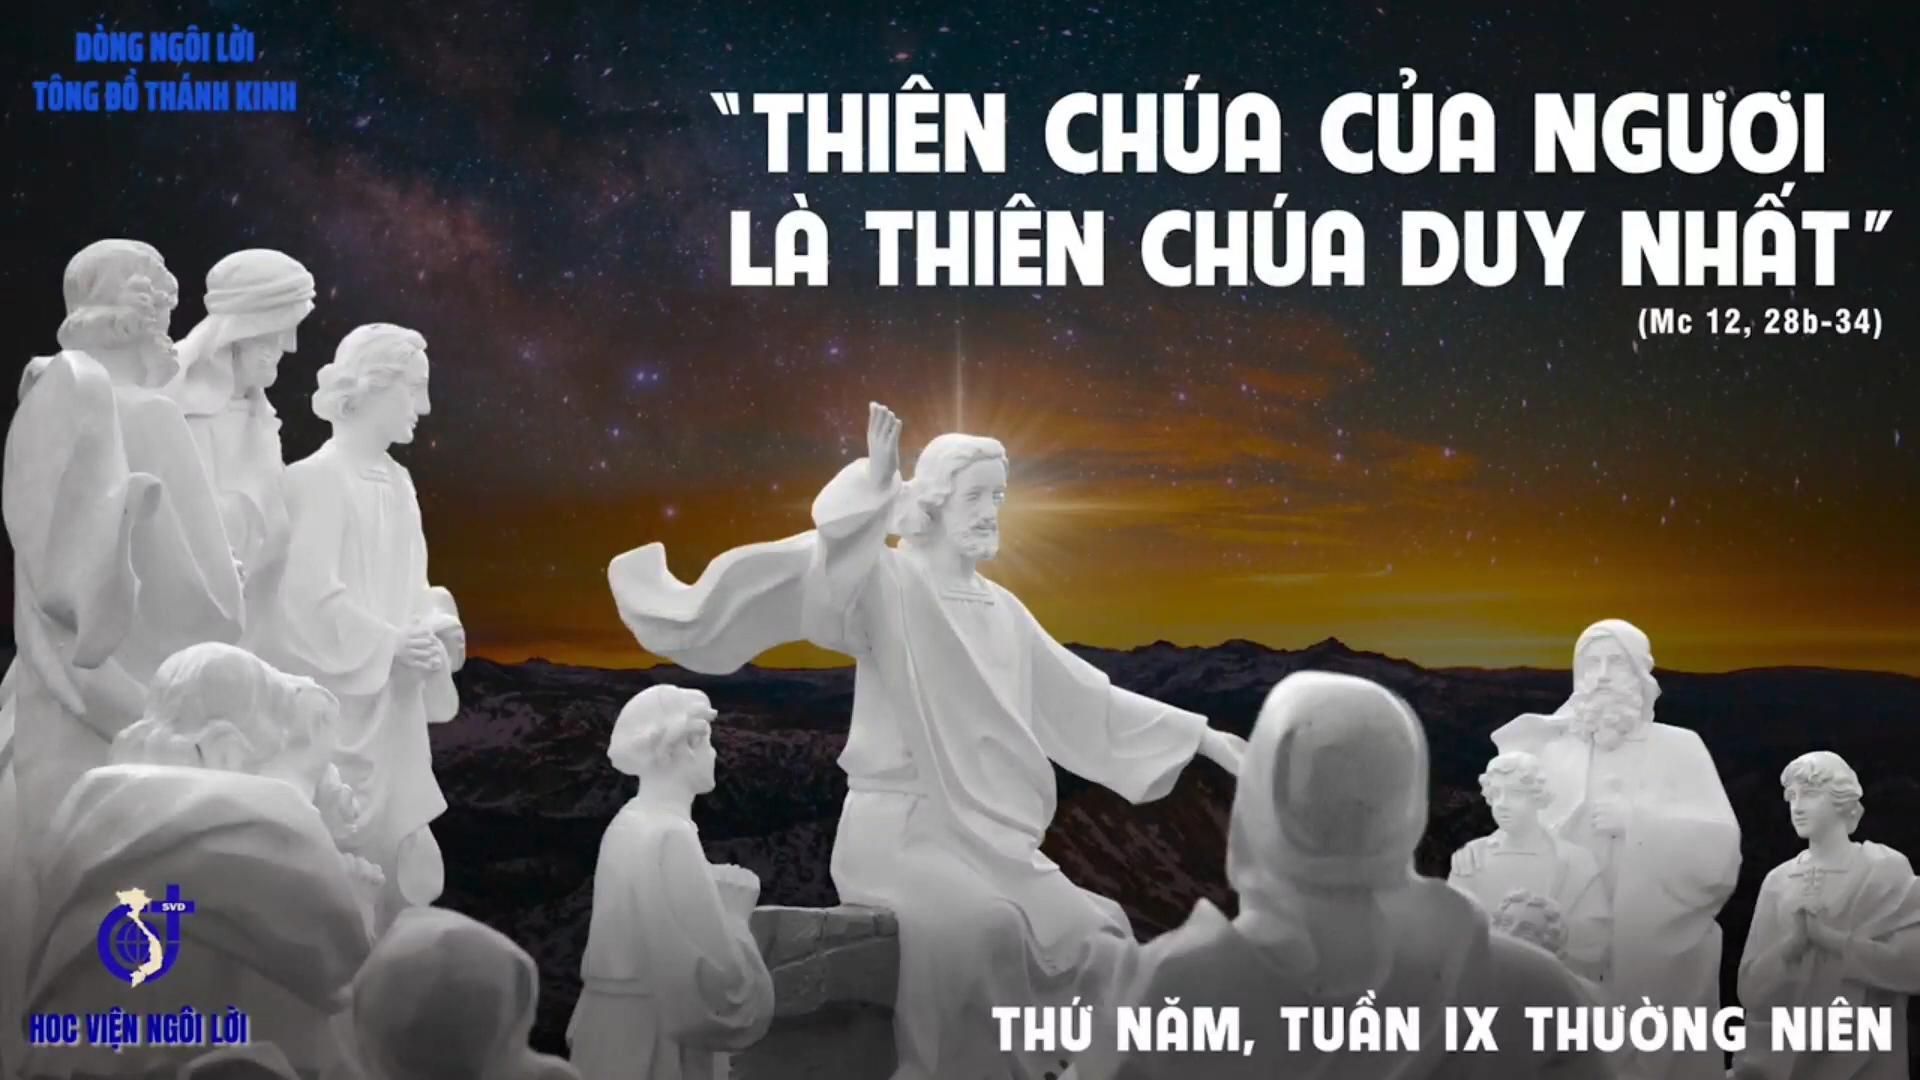 DÒNG NGÔI LỜI
TÔNG ĐỒ THÁNH KINH
“THIÊN CHÚA CỦA NGƯƠI
LÀ THIÊN CHÚA DUY NHẤT”
(Mc 12, 28b-34)
SVD
HỌC VIỆN NGÔI LỜI
THỨ NĂM, TUẦN IX THƯỜNG NIÊN